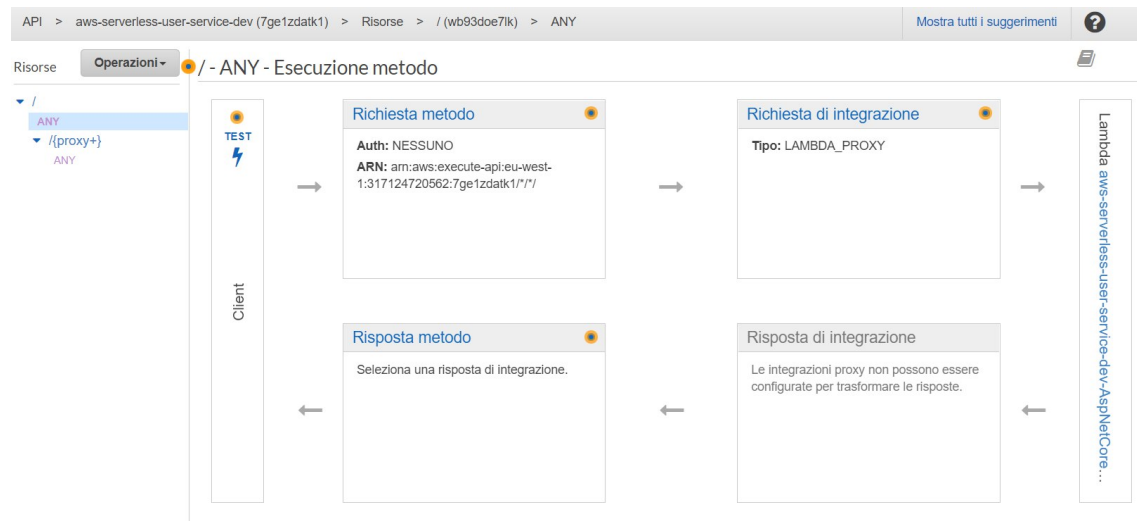 API > aws-serverless-user-service-dev (7ge1zdatk1) > Risorse > / (wb93doe7lk) > ANY
Mostra tutti i suggerimenti
Risorse
Operazioni
/ - ANY - Esecuzione metodo
/
ANY
/{proxy+}
ANY
TEST
Client
Richiesta metodo
Auth: NESSUNO
ARN: arn:aws:execute-api:eu-west-
1:317124720562:7ge1zdatk1/*/*/
Richiesta di integrazione
Tipo: LAMBDA_PROXY
Lambda aws-serverless-user-service-dev-AspNetCore...
Risposta metodo
Seleziona una risposta di integrazione.
Risposta di integrazione
Le integrazioni proxy non possono essere
configurate per trasformare le risposte.